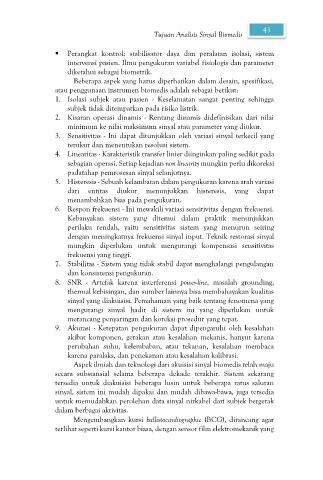 Tujuan Analisis Sinyal Biomedis
43
▪ Perangkat kontrol: stabilisator daya dan peralatan isolasi, sistem
intervensi pasien. Ilmu pengukuran variabel fisiologis dan parameter
diketahui sebagai biometrik.
Beberapa aspek yang harus diperhatikan dalam desain, spesifikasi,
atau penggunaan instrumen biomedis adalah sebagai berikut:
1. Isolasi subjek atau pasien - Keselamatan sangat penting sehingga
subjek tidak ditempatkan pada risiko listrik.
2. Kisaran operasi dinamis - Rentang dinamis didefinisikan dari nilai
minimum ke nilai maksimum sinyal atau parameter yang diukur.
3. Sensitivitas - Ini dapat ditunjukkan oleh variasi sinyal terkecil yang
terukur dan menentukan resolusi sistem.
4. Linearitas - Karakteristik transfer linier diinginkan paling sedikit pada
sebagian operasi. Setiap kejadian non linearity mungkin perlu dikoreksi
padatahap pemrosesan sinyal selanjutnya.
5. Histeresis - Sebuah kelambatan dalam pengukuran karena arah variasi
dari entitas diukur menunjukkan histeresis, yang dapat
menambahkan bias pada pengukuran.
6. Respon frekuensi - Ini mewakili variasi sensitivitas dengan frekuensi.
Kebanyakan sistem yang ditemui dalam praktik menunjukkan
perilaku rendah, yaitu sensitivitas sistem yang menurun seiring
dengan meningkatnya frekuensi sinyal input. Teknik restorasi sinyal
mungkin diperlukan untuk mengurangi kompensasi sensitivitas
frekuensi yang tinggi.
7. Stabilitas - Sistem yang tidak stabil dapat menghalangi pengulangan
dan konsistensi pengukuran.
8. SNR - Artefak karena interferensi power-line, masalah grounding,
thermal kebisingan, dan sumber lainnya bisa membahayakan kualitas
sinyal yang diakuisisi. Pemahaman yang baik tentang fenomena yang
mengurangi sinyal hadir di sistem ini yang diperlukan untuk
merancang penyaringan dan koreksi prosedur yang tepat.
9. Akurasi - Ketepatan pengukuran dapat dipengaruhi oleh kesalahan
akibat komponen, gerakan atau kesalahan mekanis, hanyut karena
perubahan suhu, kelembaban, atau tekanan, kesalahan membaca
karena paralaks, dan penekanan atau kesalahan kalibrasi.
Aspek ilmiah dan teknologi dari akuisisi sinyal biomedis telah maju
secara substansial selama beberapa dekade terakhir. Sistem sekarang
tersedia untuk diakuisisi beberapa lusin untuk beberapa ratus saluran
sinyal, sistem ini mudah dipakai dan mudah dibawa-bawa, juga tersedia
untuk memudahkan perolehan data sinyal nirkabel dari subjek bergerak
dalam berbagai aktivitas.
Mengembangkan kursi ballistocardiographic (BCG), dirancang agar
terlihat seperti kursi kantor biasa, dengan sensor film elektromekanik yang